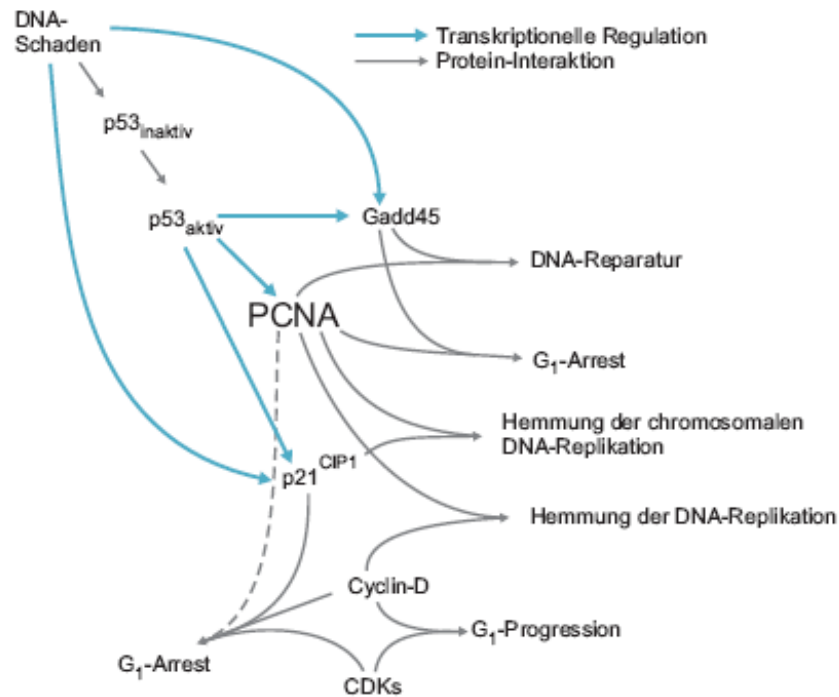 DNA-
Schaden
Transkriptionelle Regulation
Protein-Interaktion
p53inaktiv
p53aktiv
Gadd45
DNA-Reparatur
PCNA
G1-Arrest
Hemmung der chromosomalen
DNA-Replikation
p21CIP1
Hemmung der DNA-Replikation
Cyclin-D
G1-Progression
G1-Arrest
CDKs